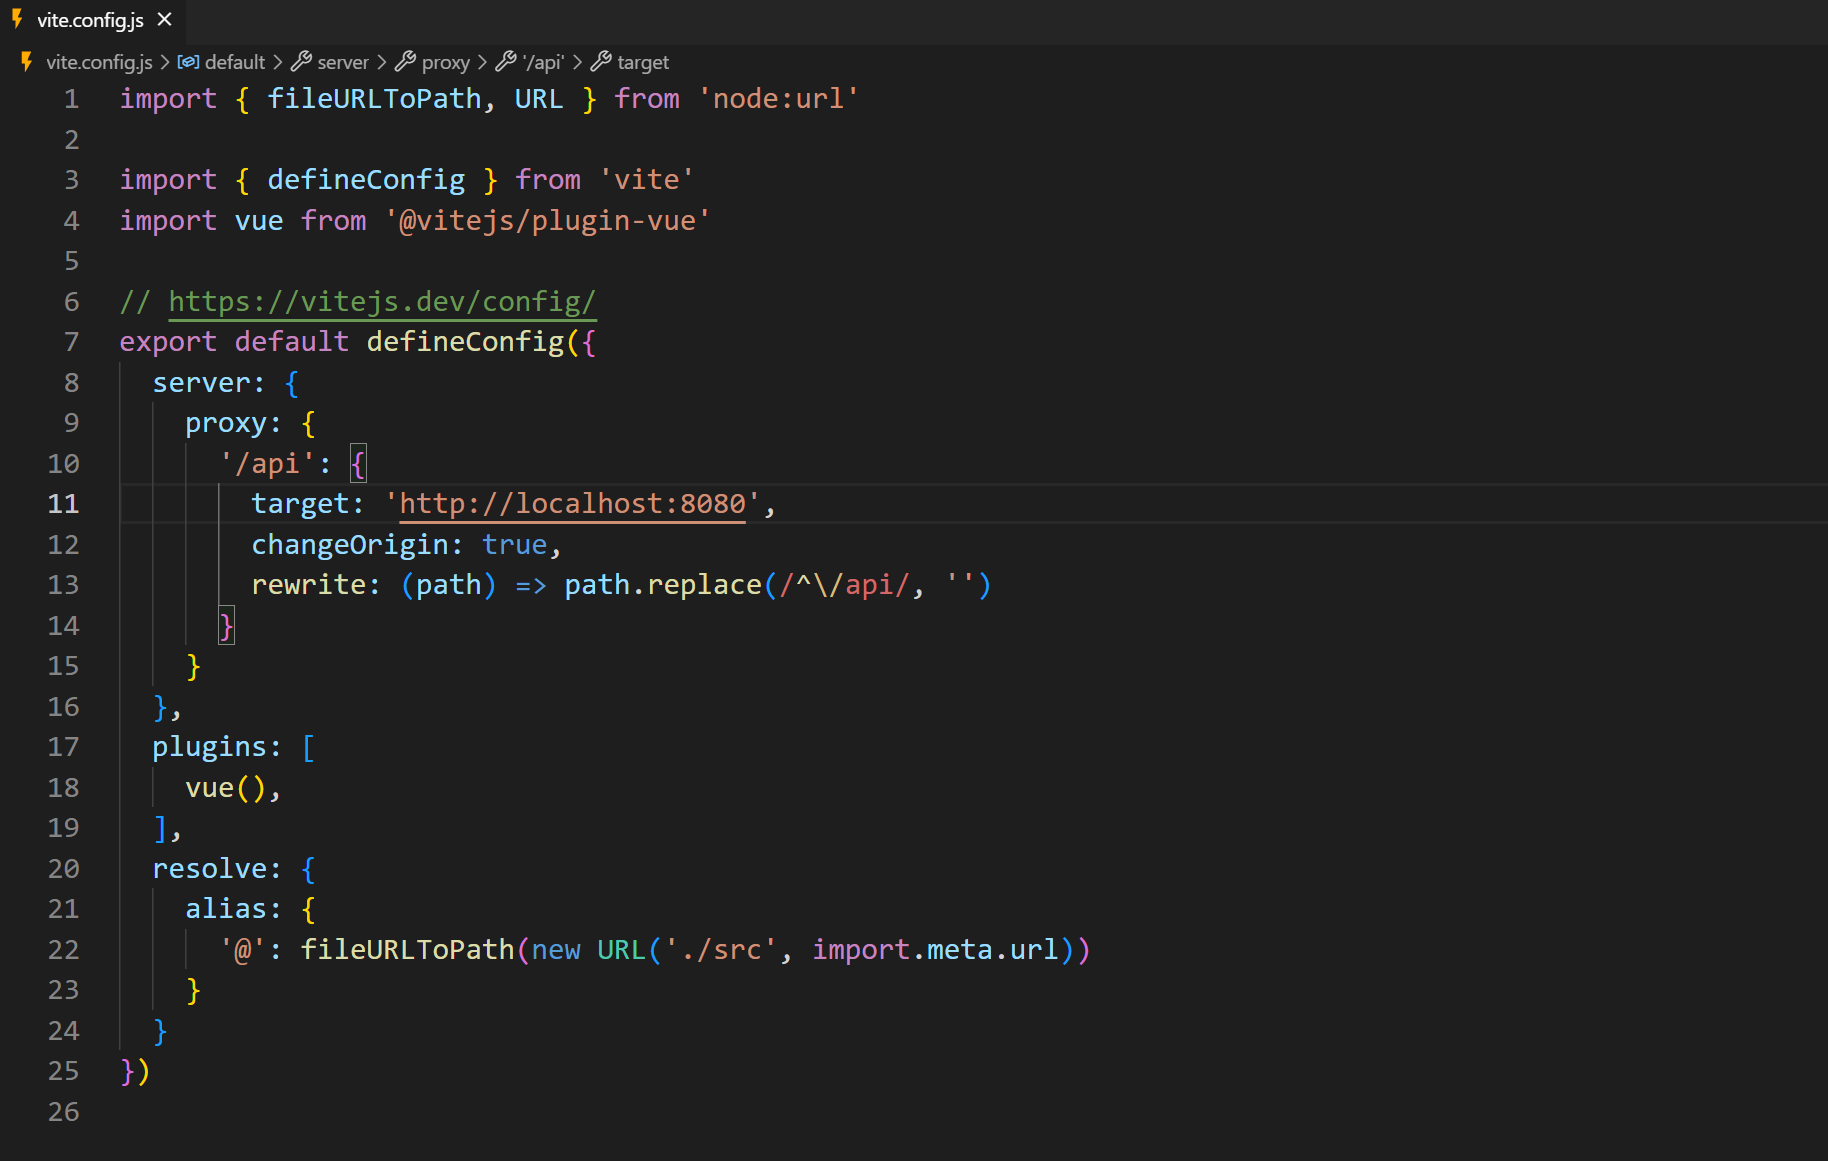 vite.config.js
vite.config.js > default > server > proxy > '/api' > target
1 import { fileURLToPath, URL } from 'node:url'
2
3 import { defineConfig } from 'vite'
4 import vue from '@vitejs/plugin-vue'
5
6 // https://vitejs.dev/config/
7 export default defineConfig({
8   server: {
9     proxy: {
10       '/api': {
11         target: 'http://localhost:8080',
12         changeOrigin: true,
13         rewrite: (path) => path.replace(/^\/api/, '')
14       }
15     }
16   },
17   plugins: [
18     vue(),
19   ],
20   resolve: {
21     alias: {
22       '@': fileURLToPath(new URL('./src', import.meta.url))
23     }
24   }
25 })
26